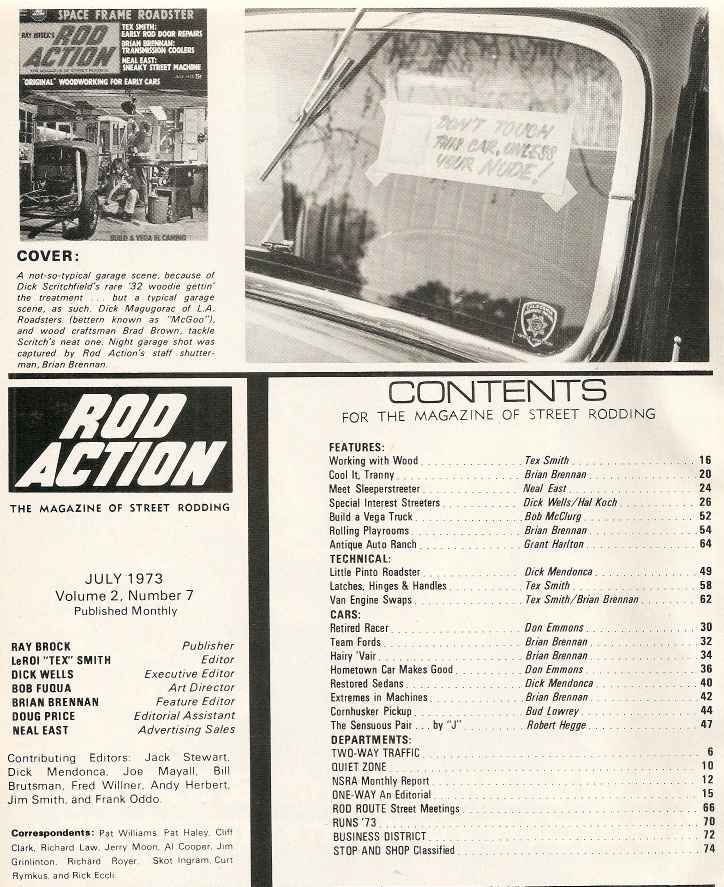 SPACE FRAME ROADSTER
RAY BROCK'S
ROD
ACTION
THE MAGAZINE OF STREET RODDING
TEX SMITH:
EARLY ROD DOOR REPAIRS
BRIAN BRENNAN:
TRANSMISSION COOLERS
NEAL EAST:
SNEAKY STREET MACHINE
JULY 1973 75¢
"ORIGINAL" WOODWORKING FOR EARLY CARS
BUILD A VEGA EL CAMINO
DON'T TOUCH
THIS CAR, UNLESS
YOUR NUDE!
CALIFORNIA
COVER:
A not-so-typical garage scene, because of
Dick Scritchfield's rare '32 woodie gettin'
the treatment ... but a typical garage
scene, as such. Dick Magugorac of L.A.
Roadsters (bettern known as "McGoo"),
and wood craftsman Brad Brown, tackle
Scritch's neat one. Night garage shot was
captured by Rod Action's staff shutter-
man, Brian Brennan.
ROD
ACTION
THE MAGAZINE OF STREET RODDING
JULY 1973
Volume 2, Number 7
Published Monthly
RAY BROCK Publisher
LeROI "TEX" SMITH Editor
DICK WELLS Executive Editor
BOB FUQUA Art Director
BRIAN BRENNAN Feature Editor
DOUG PRICE Editorial Assistant
NEAL EAST Advertising Sales
Contributing Editors: Jack Stewart,
Dick Mendonca, Joe Mayall, Bill
Brutsman, Fred Willner, Andy Herbert,
Jim Smith, and Frank Oddo.
Correspondents: Pat Williams, Pat Haley, Cliff
Clark, Richard Law, Jerry Moon, Al Cooper, Jim
Grinlinton, Richard Royer, Skot Ingram, Curt
Rymkus, and Rick Eccli.
CONTENTS
FOR THE MAGAZINE OF STREET RODDING
FEATURES:
Working with Wood Tex Smith 16
Cool It, Tranny Brian Brennan 20
Meet Sleeperstreeter Neal East 24
Special Interest Streeters Dick Wells/Hal Koch 26
Build a Vega Truck Bob McClurg 52
Rolling Playrooms Brian Brennan 54
Antique Auto Ranch Grant Harlton 64
TECHNICAL:
Little Pinto Roadster Dick Mendonca 49
Latches, Hinges & Handles Tex Smith 58
Van Engine Swaps Tex Smith/Brian Brennan 62
CARS:
Retired Racer Don Emmons 30
Team Fords Brian Brennan 32
Hairy 'Vair Brian Brennan 34
Hometown Car Makes Good Don Emmons 36
Restored Sedans Dick Mendonca 40
Extremes in Machines Brian Brennan 42
Cornhusker Pickup Bud Lowrey 44
The Sensuous Pair ... by "J" Robert Hegge 47
DEPARTMENTS:
TWO-WAY TRAFFIC 6
QUIET ZONE 10
NSRA Monthly Report 12
ONE-WAY An Editorial 15
ROD ROUTE Street Meetings 66
RUNS '73 70
BUSINESS DISTRICT 72
STOP AND SHOP Classified 74